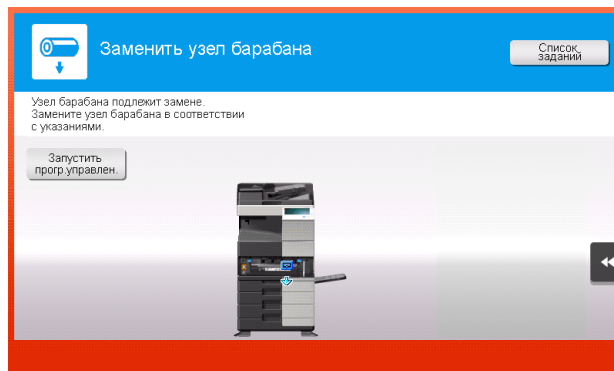 Заменить узел барабана
Список
заданий
Узел барабана подлежит замене.
Замените узел барабана в соответствии
с указаниями.
Запустить
прогр.управлен.